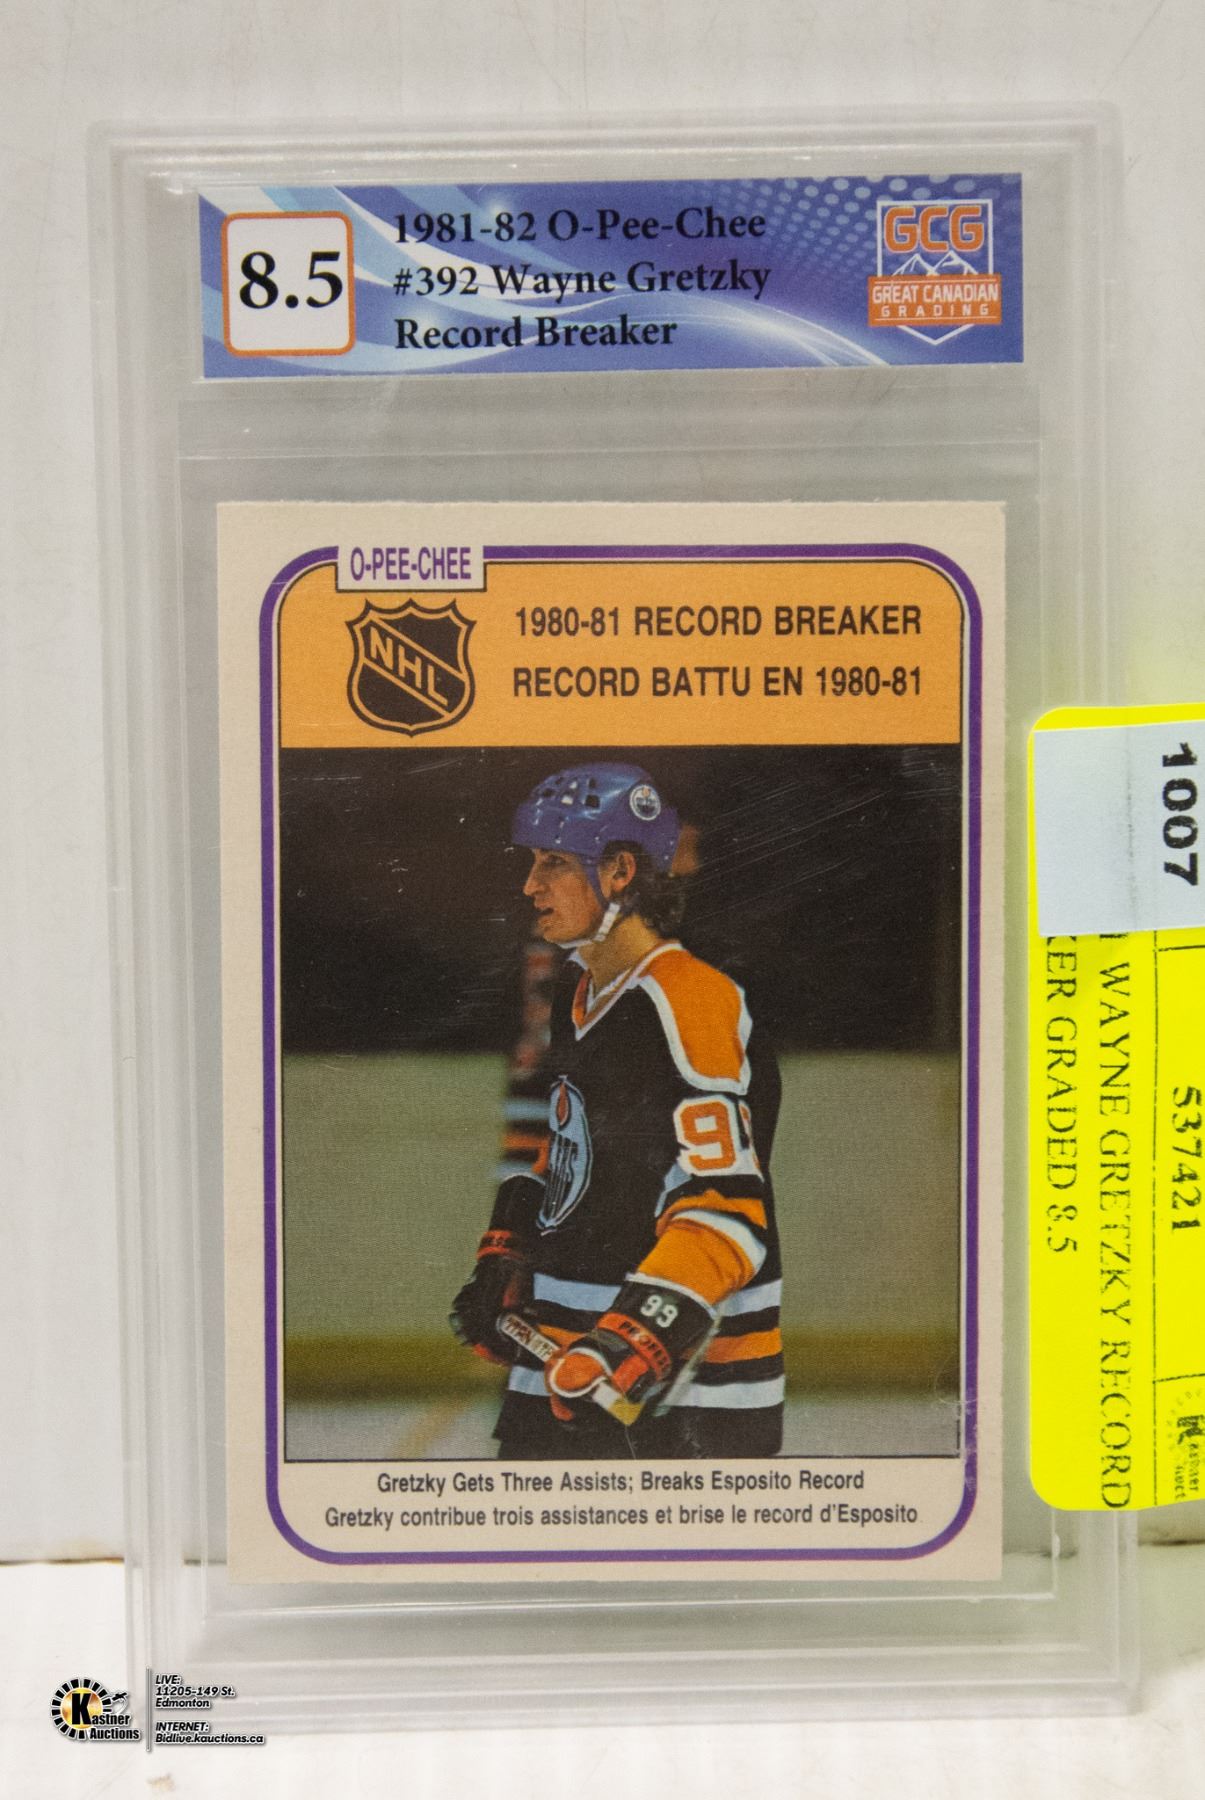 8.5
1981-82 O-Pee-Chee
#392 Wayne Gretzky
Record Breaker
GCG
GREAT CANADIAN
GRADING
O-PEE-CHEE
NHL
1980-81 RECORD BREAKER
RECORD BATTU EN 1980-81
99
99
Gretzky Gets Three Assists; Breaks Esposito Record
Gretzky contribue trois assistances et brise le record d'Esposito
1007
537421
WAYNE GRETZKY RECORD
GRADED 8.5
Kastner
Auctions
LIVE:
11205-149 St.
Edmonton
INTERNET:
Bidlive.kauctions.ca